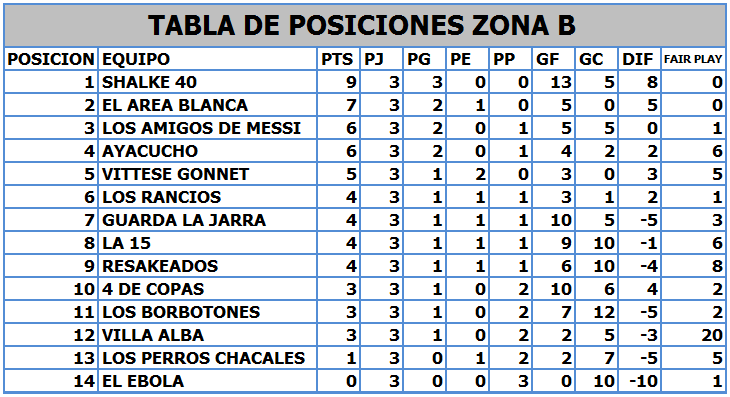 TABLA DE POSICIONES ZONA B
POSICION EQUIPO PTS PJ PG PE PP GF GC DIF FAIR PLAY
1 SHALKE 40 9 3 3 0 0 13 5 8 0
2 EL AREA BLANCA 7 3 2 1 0 5 0 5 0
3 LOS AMIGOS DE MESSI 6 3 2 0 1 5 5 0 1
4 AYACUCHO 6 3 2 0 1 4 2 2 6
5 VITTESE GONNET 5 3 1 2 0 3 0 3 5
6 LOS RANCIOS 4 3 1 1 1 3 1 2 1
7 GUARDA LA JARRA 4 3 1 1 1 10 5 -5 3
8 LA 15 4 3 1 1 1 9 10 -1 6
9 RESAKEADOS 4 3 1 1 1 6 10 -4 8
10 4 DE COPAS 3 3 1 0 2 10 6 4 2
11 LOS BORBOTONES 3 3 1 0 2 7 12 -5 2
12 VILLA ALBA 3 3 1 0 2 2 5 -3 20
13 LOS PERROS CHACALES 1 3 0 1 2 2 7 -5 5
14 EL EBOLA 0 3 0 0 3 0 10 -10 1